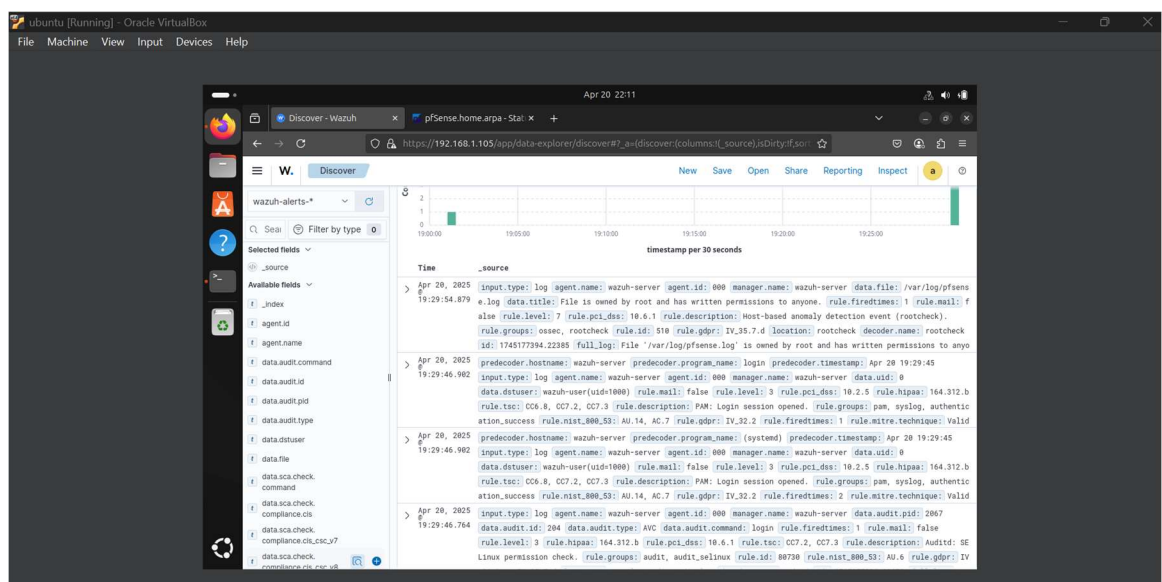 ubuntu [Running] - Oracle VirtualBox
File Machine View Input Devices Help
Apr 20 22:11
Discover - Wazuh
pfSense.home.arpa - Stat
https://192.168.1.105/app/data-explorer/discover#?_a=(discover:(columns:!(_source),isDirty:!f,sort
W. Discover
New Save Open Share Reporting Inspect a
wazuh-alerts-*
Sear Filter by type 0
Selected fields
_source
Available fields
_index
agent.id
agent.name
data.audit.command
data.audit.id
data.audit.pid
data.audit.type
data.dstuser
data.file
data.sca.check.
command
data.sca.check.
compliance.cis
data.sca.check.
compliance.cis_csc_v7
data.sca.check.
compliance.cis_csc_v8
2
1
0
19:00:00 19:05:00 19:10:00 19:15:00 19:20:00 19:25:00
timestamp per 30 seconds
Time _source
Apr 20, 2025
@
19:29:54.879
input.type: log agent.name: wazuh-server agent.id: 000 manager.name: wazuh-server data.file: /var/log/pfsens
e.log data.title: File is owned by root and has written permissions to anyone. rule.firedtimes: 1 rule.mail: f
alse rule.level: 7 rule.pci_dss: 10.6.1 rule.description: Host-based anomaly detection event (rootcheck).
rule.groups: ossec, rootcheck rule.id: 510 rule.gdpr: IV_35.7.d location: rootcheck decoder.name: rootcheck
id: 1745177394.22385 full_log: File '/var/log/pfsense.log' is owned by root and has written permissions to anyo
Apr 20, 2025
@
19:29:46.902
predecoder.hostname: wazuh-server predecoder.program_name: login predecoder.timestamp: Apr 20 19:29:45
input.type: log agent.name: wazuh-server agent.id: 000 manager.name: wazuh-server data.uid: 0
data.dstuser: wazuh-user(uid=1000) rule.mail: false rule.level: 3 rule.pci_dss: 10.2.5 rule.hipaa: 164.312.b
rule.tsc: CC6.8, CC7.2, CC7.3 rule.description: PAM: Login session opened. rule.groups: pam, syslog, authentic
ation_success rule.nist_800_53: AU.14, AC.7 rule.gdpr: IV_32.2 rule.firedtimes: 1 rule.mitre.technique: Valid
Apr 20, 2025
@
19:29:46.902
predecoder.hostname: wazuh-server predecoder.program_name: (systemd) predecoder.timestamp: Apr 20 19:29:45
input.type: log agent.name: wazuh-server agent.id: 000 manager.name: wazuh-server data.uid: 0
data.dstuser: wazuh-user(uid=1000) rule.mail: false rule.level: 3 rule.pci_dss: 10.2.5 rule.hipaa: 164.312.b
rule.tsc: CC6.8, CC7.2, CC7.3 rule.description: PAM: Login session opened. rule.groups: pam, syslog, authentic
ation_success rule.nist_800_53: AU.14, AC.7 rule.gdpr: IV_32.2 rule.firedtimes: 2 rule.mitre.technique: Valid
Apr 20, 2025
@
19:29:46.764
input.type: log agent.name: wazuh-server agent.id: 000 manager.name: wazuh-server data.audit.pid: 2067
data.audit.id: 204 data.audit.type: AVC data.audit.command: login rule.firedtimes: 1 rule.mail: false
rule.level: 3 rule.hipaa: 164.312.b rule.pci_dss: 10.6.1 rule.tsc: CC7.2, CC7.3 rule.description: Auditd: SE
Linux permission check. rule.groups: audit, audit_selinux rule.id: 80730 rule.nist_800_53: AU.6 rule.gdpr: IV